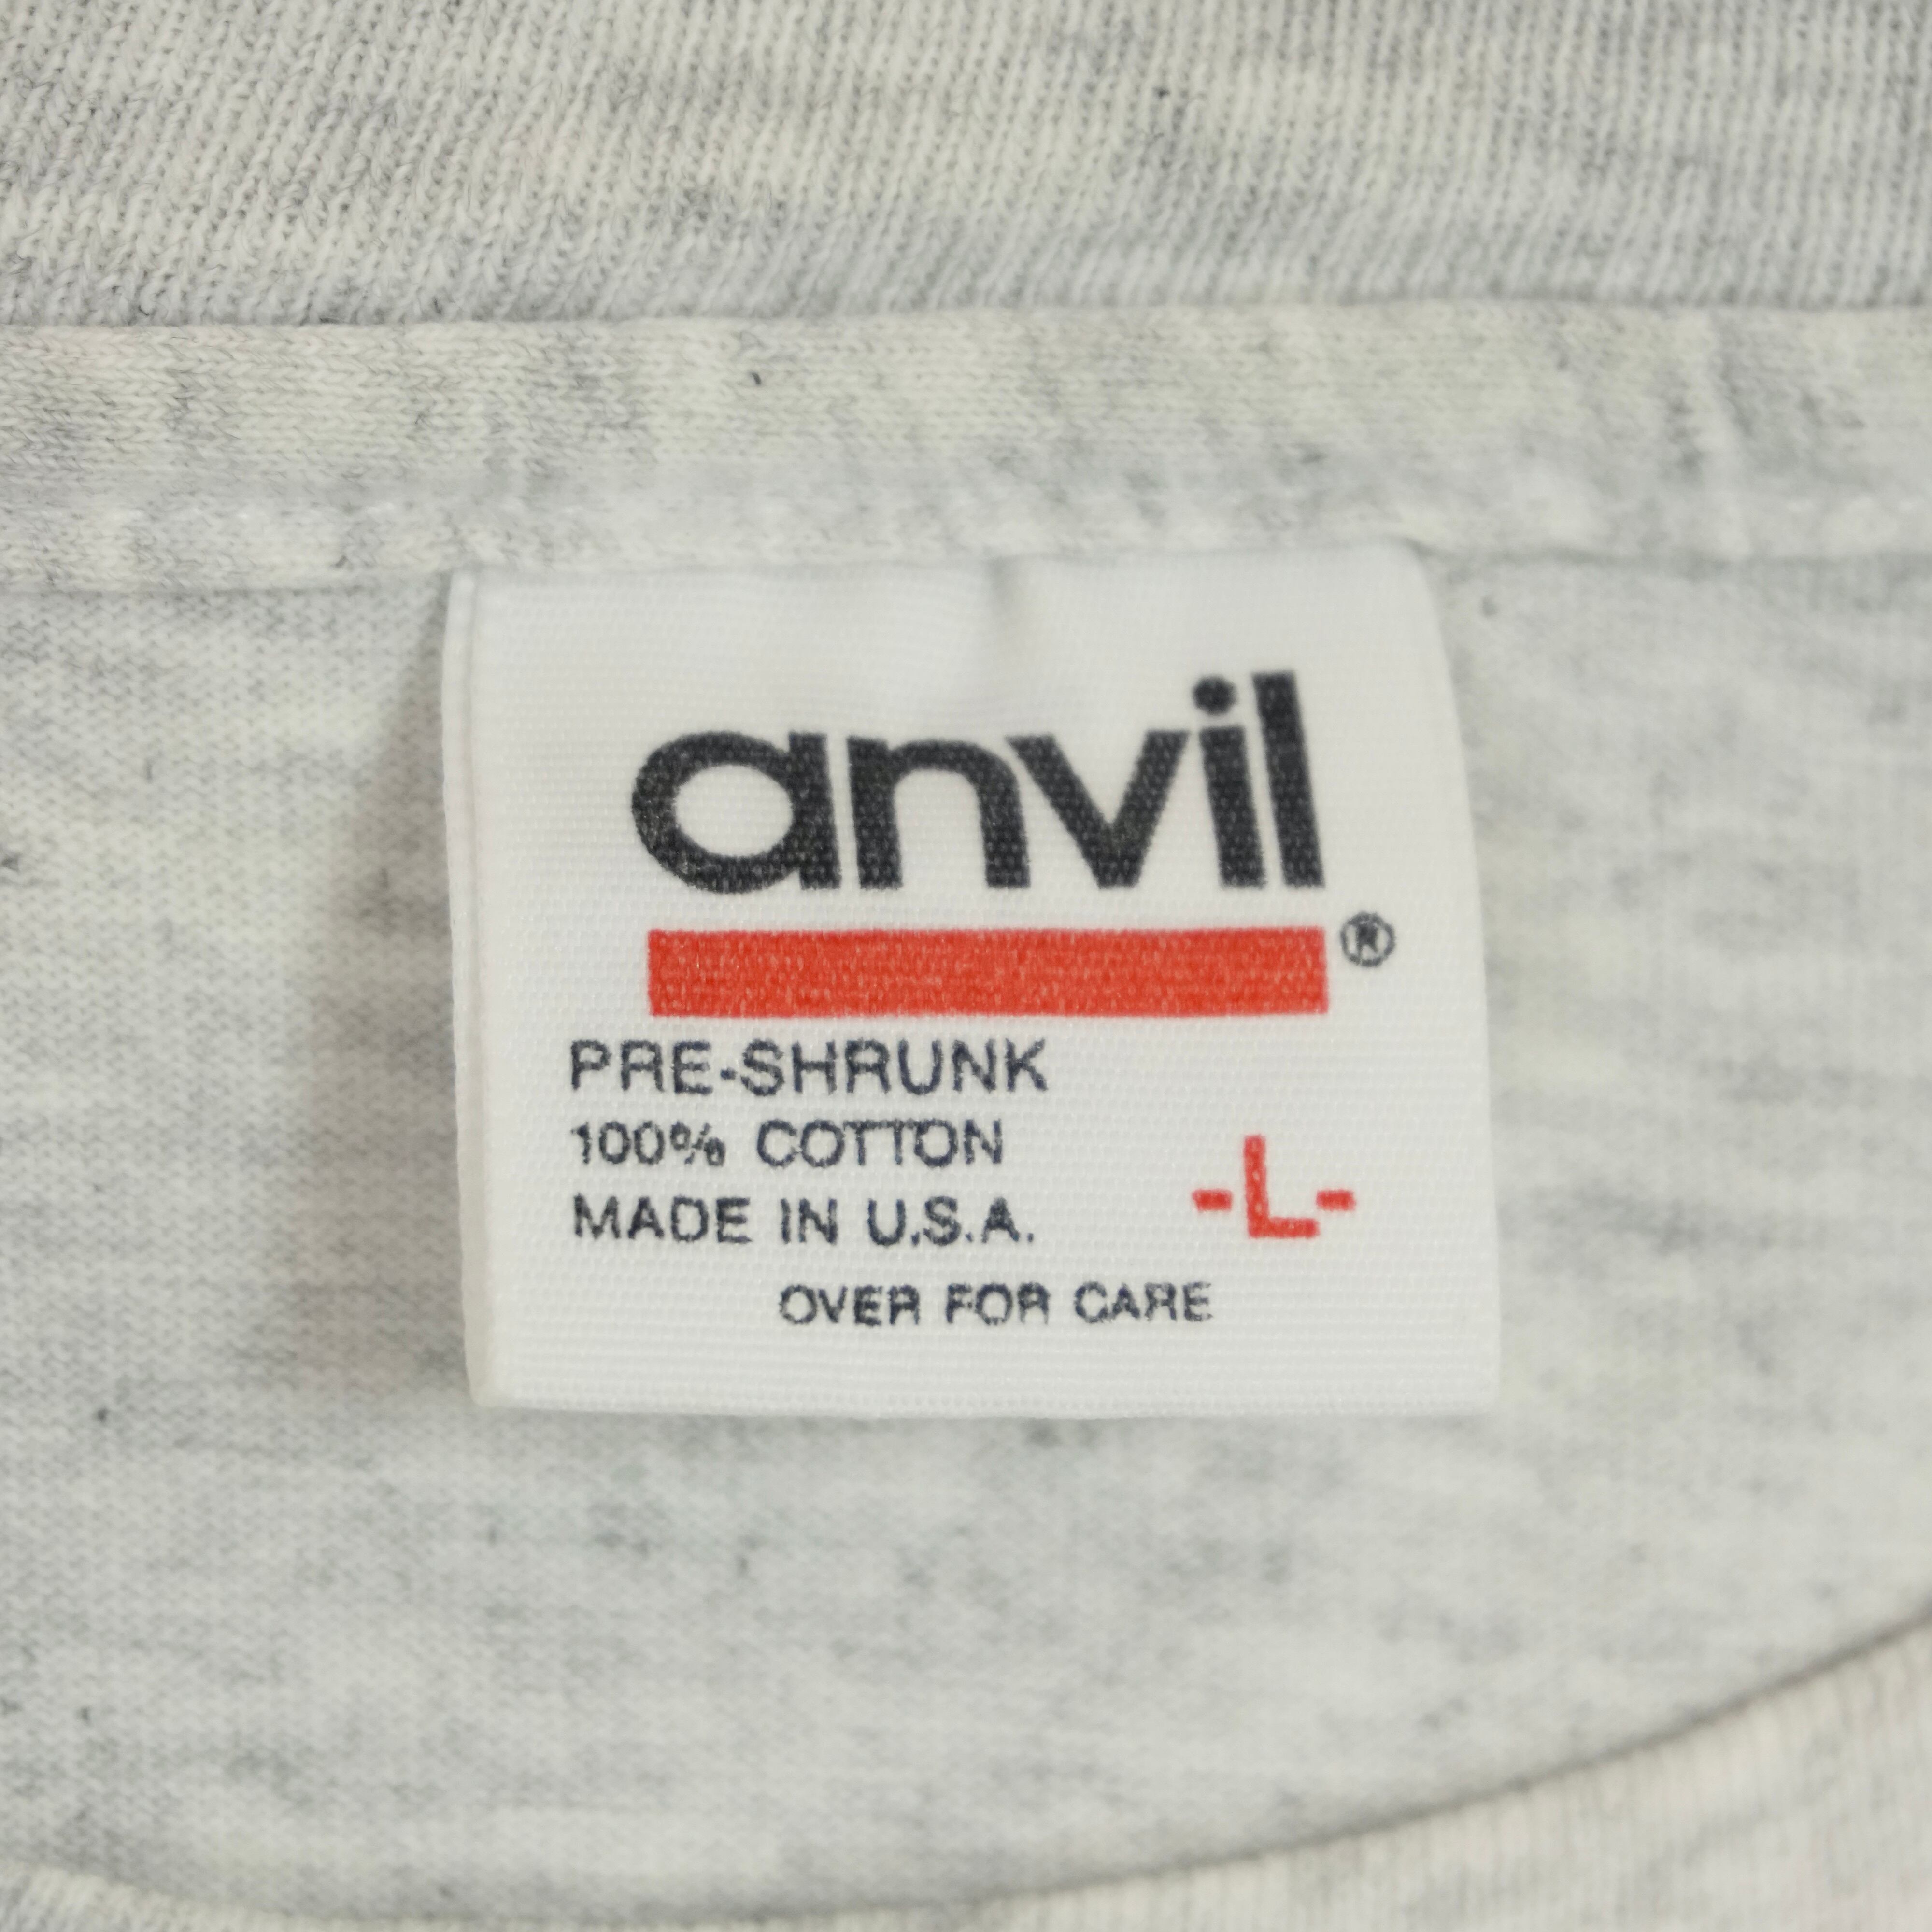 anvil
®
PRE-SHRUNK
100% COTTON
MADE IN U.S.A.
-L-
OVER FOR CARE